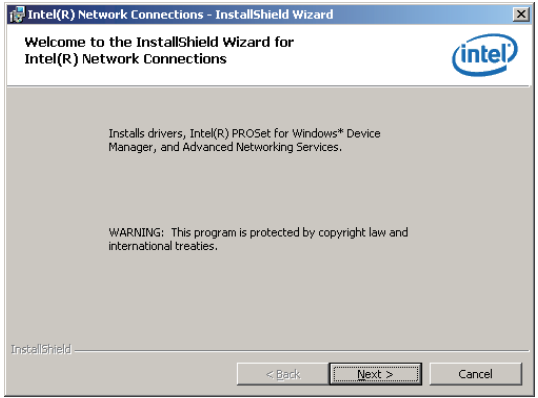 Intel(R) Network Connections - InstallShield Wizard
Welcome to the InstallShield Wizard for
Intel(R) Network Connections
intel
Installs drivers, Intel(R) PROSet for Windows* Device
Manager, and Advanced Networking Services.
WARNING: This program is protected by copyright law and
international treaties.
InstallShield
< Back
Next >
Cancel